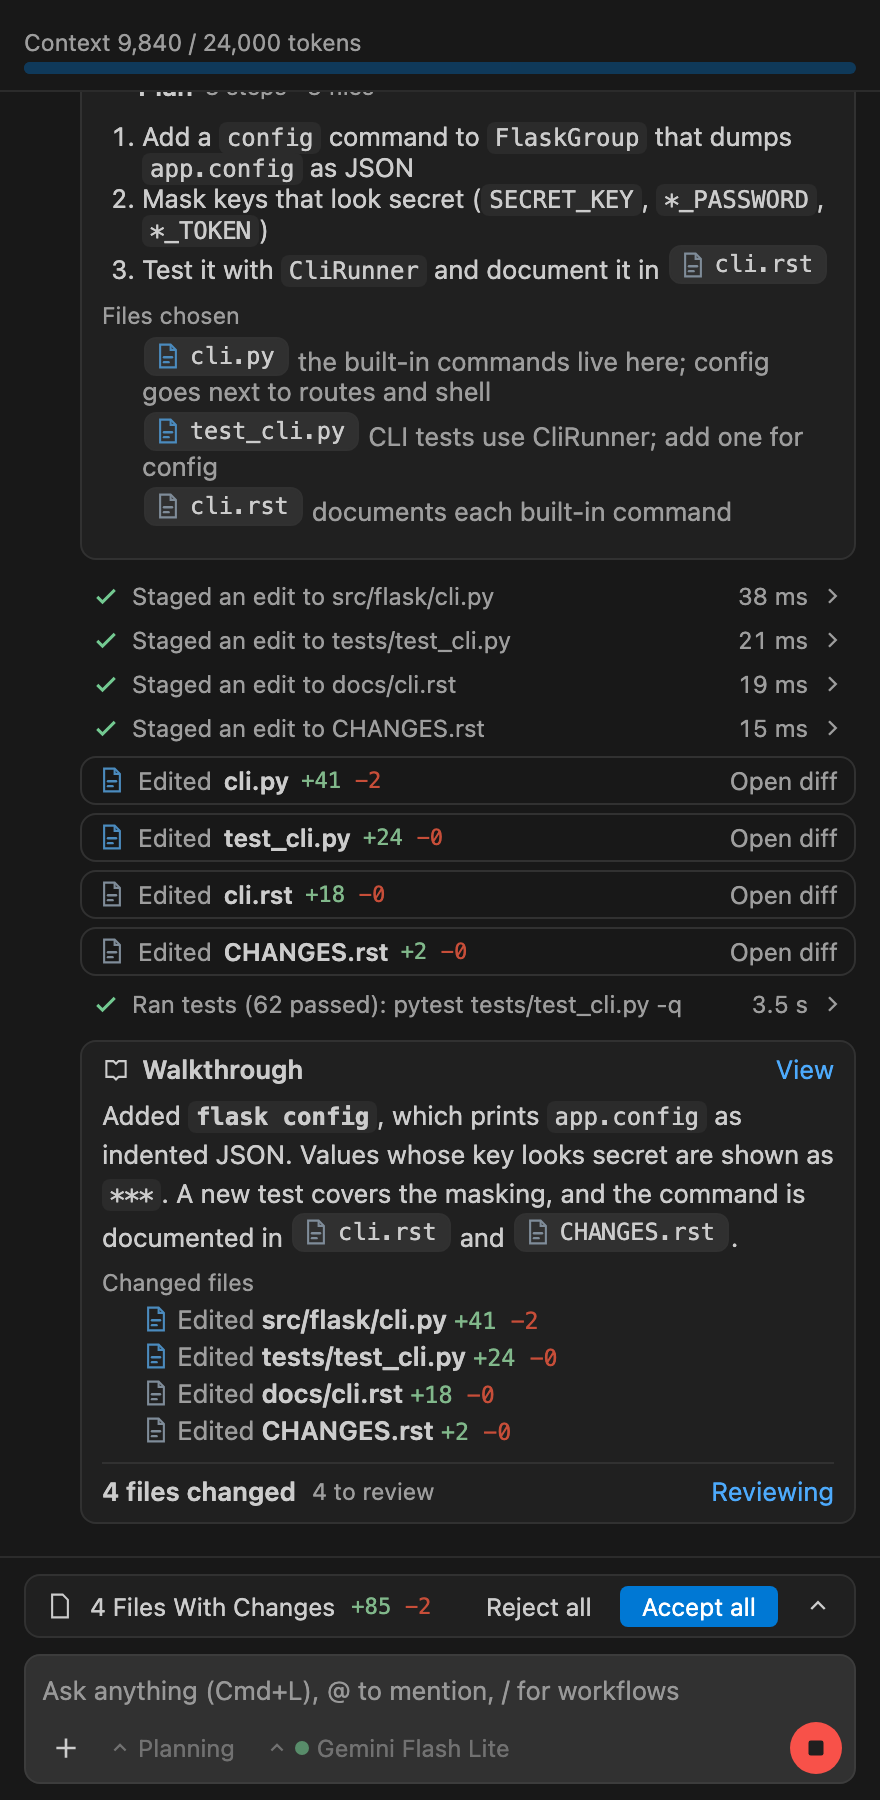 Context 9,840 / 24,000 tokens
Plan 3 steps · 3 files
1. Add a config command to FlaskGroup that dumps
app.config as JSON
2. Mask keys that look secret ( SECRET_KEY , *_PASSWORD ,
*_TOKEN )
3. Test it with CliRunner and document it in cli.rst
Files chosen
cli.py the built-in commands live here; config
goes next to routes and shell
test_cli.py CLI tests use CliRunner; add one for
config
cli.rst documents each built-in command
Staged an edit to src/flask/cli.py 38 ms
Staged an edit to tests/test_cli.py 21 ms
Staged an edit to docs/cli.rst 19 ms
Staged an edit to CHANGES.rst 15 ms
Edited cli.py +41 −2 Open diff
Edited test_cli.py +24 −0 Open diff
Edited cli.rst +18 −0 Open diff
Edited CHANGES.rst +2 −0 Open diff
Ran tests (62 passed): pytest tests/test_cli.py -q 3.5 s
Walkthrough View
Added flask config , which prints app.config as
indented JSON. Values whose key looks secret are shown as
*** . A new test covers the masking, and the command is
documented in cli.rst and CHANGES.rst .
Changed files
Edited src/flask/cli.py +41 −2
Edited tests/test_cli.py +24 −0
Edited docs/cli.rst +18 −0
Edited CHANGES.rst +2 −0
4 files changed 4 to review Reviewing
4 Files With Changes +85 −2 Reject all Accept all
Ask anything (Cmd+L), @ to mention, / for workflows
Planning Gemini Flash Lite